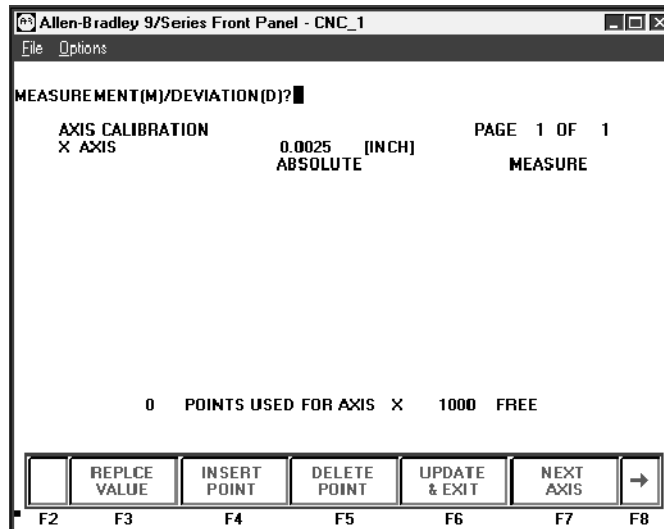 Allen-Bradley 9/Series Front Panel - CNC_1
File Options
MEASUREMENT(M)/DEVIATION(D)?
AXIS CALIBRATION PAGE 1 OF 1
X AXIS 0.0025 [INCH]
ABSOLUTE MEASURE
0 POINTS USED FOR AXIS X 1000 FREE
REPLCE VALUE INSERT POINT DELETE POINT UPDATE & EXIT NEXT AXIS →
F2 F3 F4 F5 F6 F7 F8